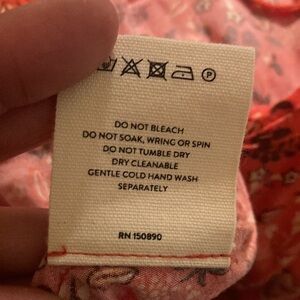 P
DO NOT BLEACH
DO NOT SOAK, WRING OR SPIN
DO NOT TUMBLE DRY
DRY CLEANABLE
GENTLE COLD HAND WASH
SEPARATELY
RN 150890